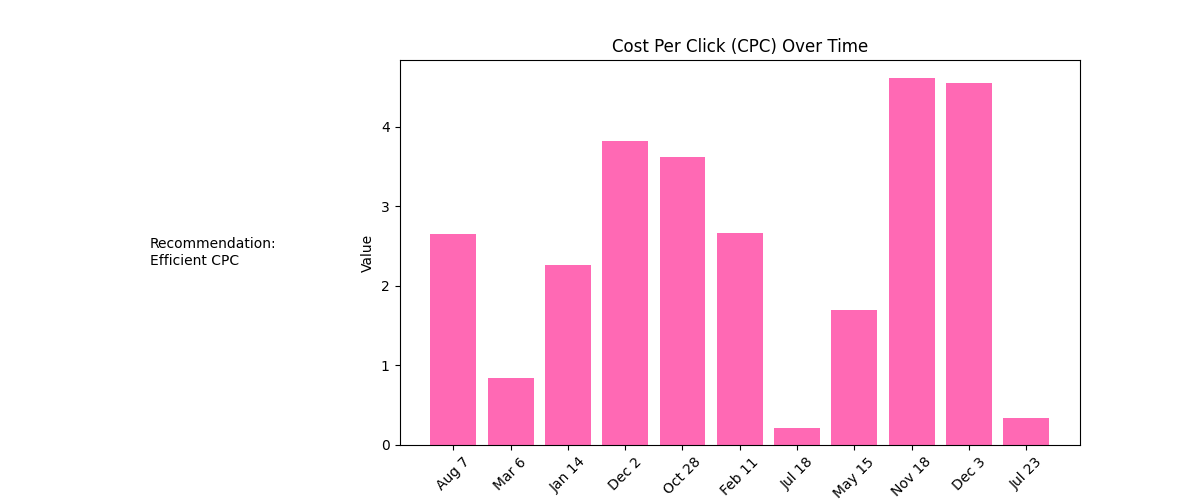 Cost Per Click (CPC) Over Time
Recommendation:
Efficient CPC
Value
4
3
2
1
0
Aug 7
Mar 6
Jan 14
Dec 2
Oct 28
Feb 11
Jul 18
May 15
Nov 18
Dec 3
Jul 23